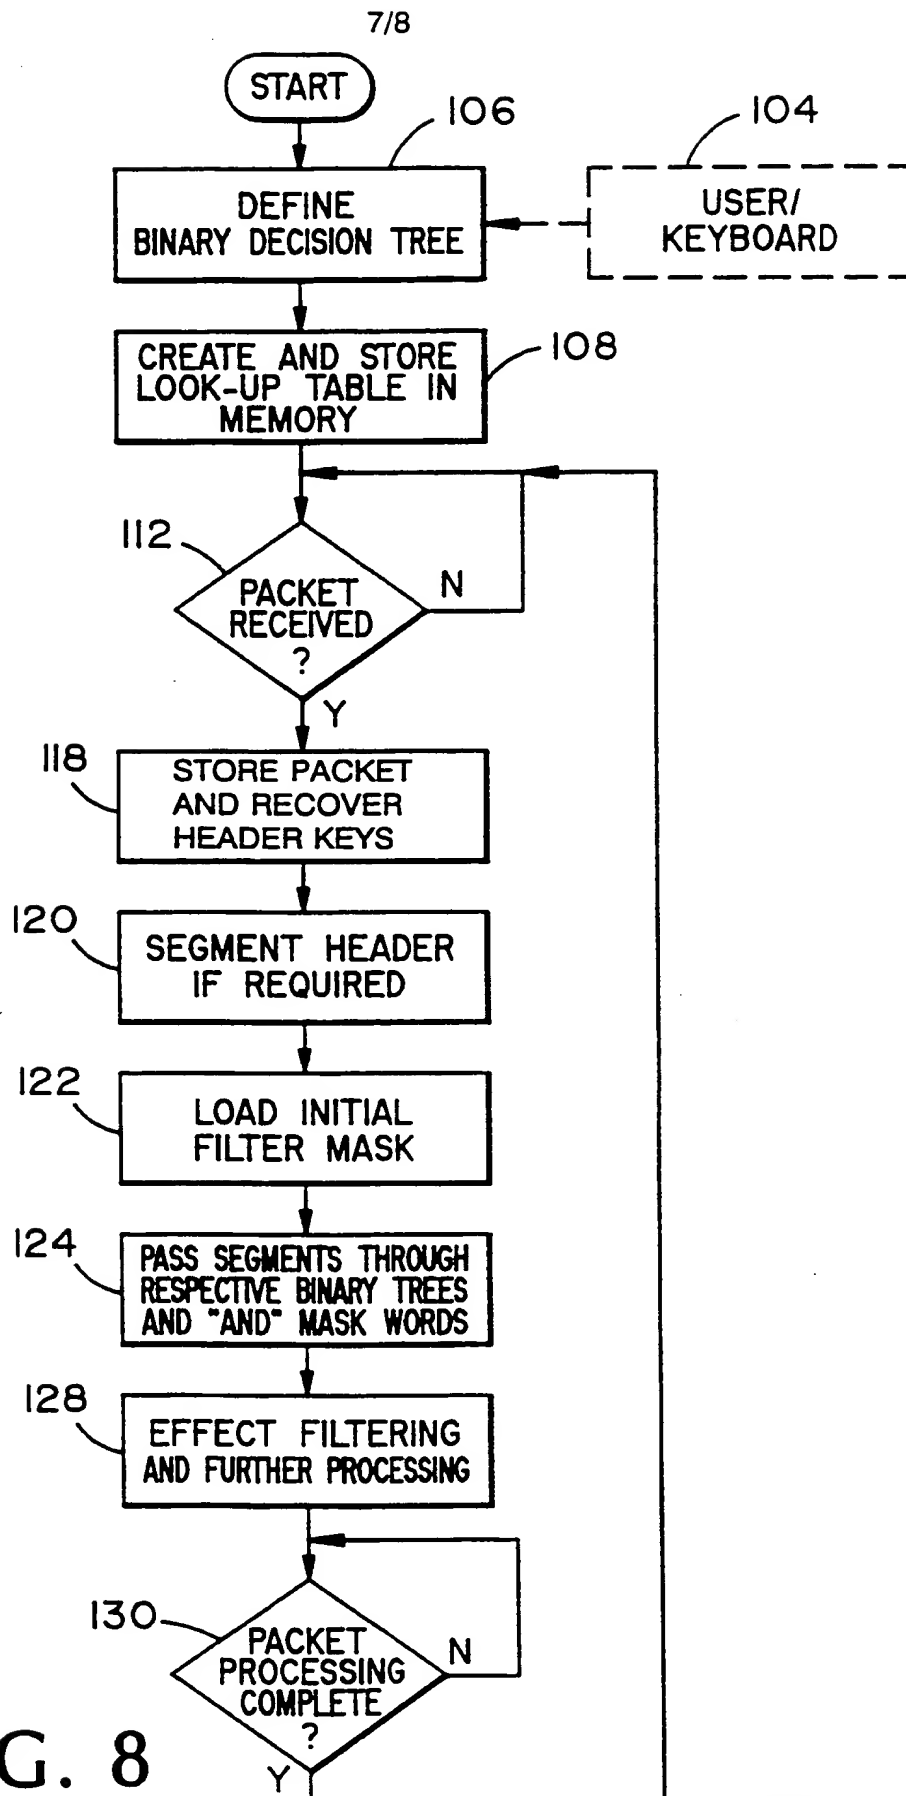 7/8
START
106
104
DEFINE
BINARY DECISION TREE
USER/
KEYBOARD
CREATE AND STORE
LOOK-UP TABLE IN
MEMORY
108
112
PACKET
RECEIVED
?
N
Y
118
STORE PACKET
AND RECOVER
HEADER KEYS
120
SEGMENT HEADER
IF REQUIRED
122
LOAD INITIAL
FILTER MASK
124
PASS SEGMENTS THROUGH
RESPECTIVE BINARY TREES
AND "AND" MASK WORDS
128
EFFECT FILTERING
AND FURTHER PROCESSING
130
PACKET
PROCESSING
COMPLETE
?
N
Y
G. 8